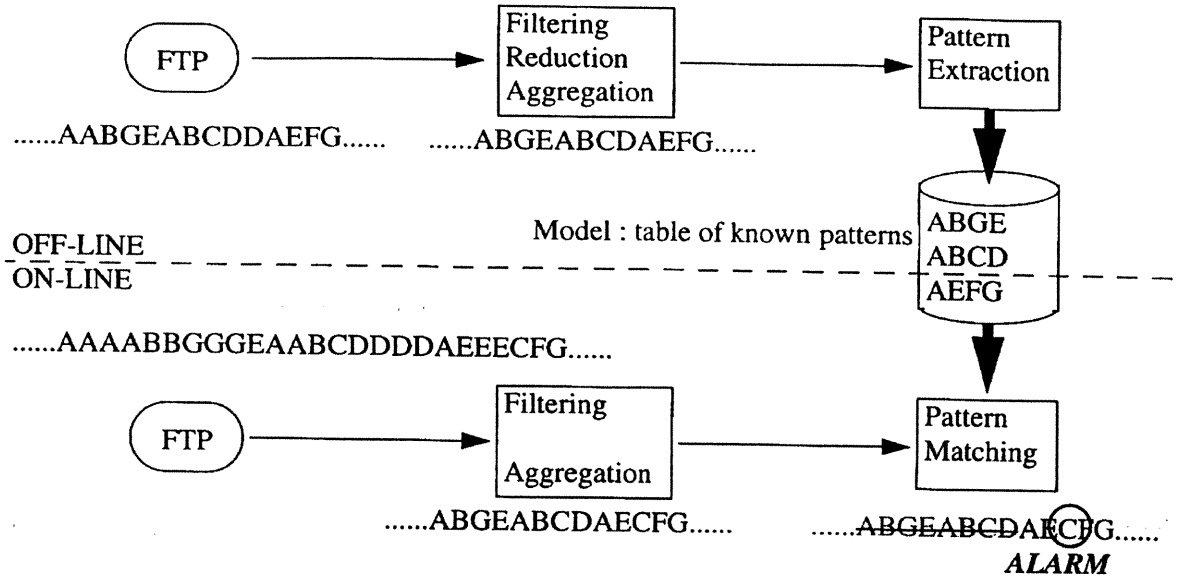 FTP
Filtering
Reduction
Aggregation
Pattern
Extraction
......AABGEABCDDAEFG......
......ABGEABCDAEFG......
Model : table of known patterns
ABGE
ABCD
AEFG
OFF-LINE
ON-LINE
......AAAABBGGGEAABCDDDDAEEECFG......
FTP
Filtering
Aggregation
Pattern
Matching
......ABGEABCDAECFG......
......ABGEABCDAECFG......
ALARM